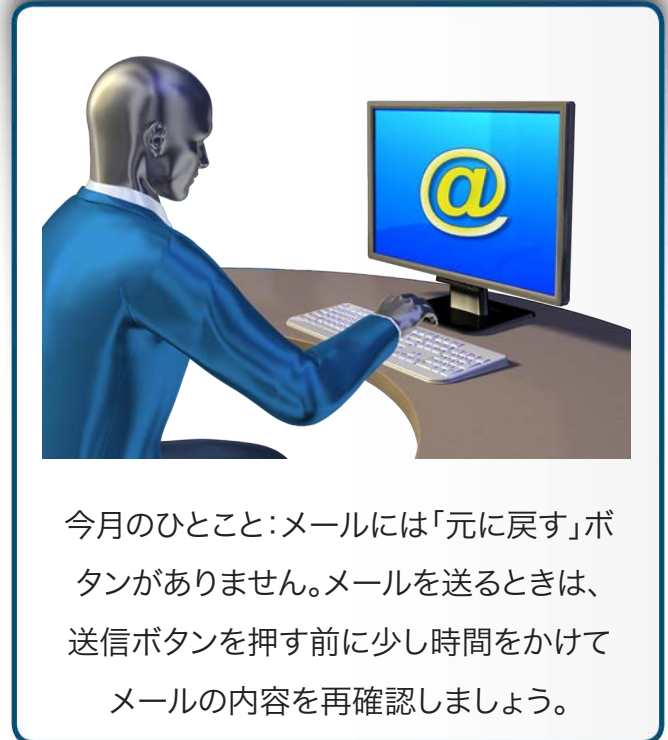 @
今月のひとこと：メールには「元に戻す」ボ
タンがありません。メールを送るときは、
送信ボタンを押す前に少し時間をかけて
メールの内容を再確認しましょう。